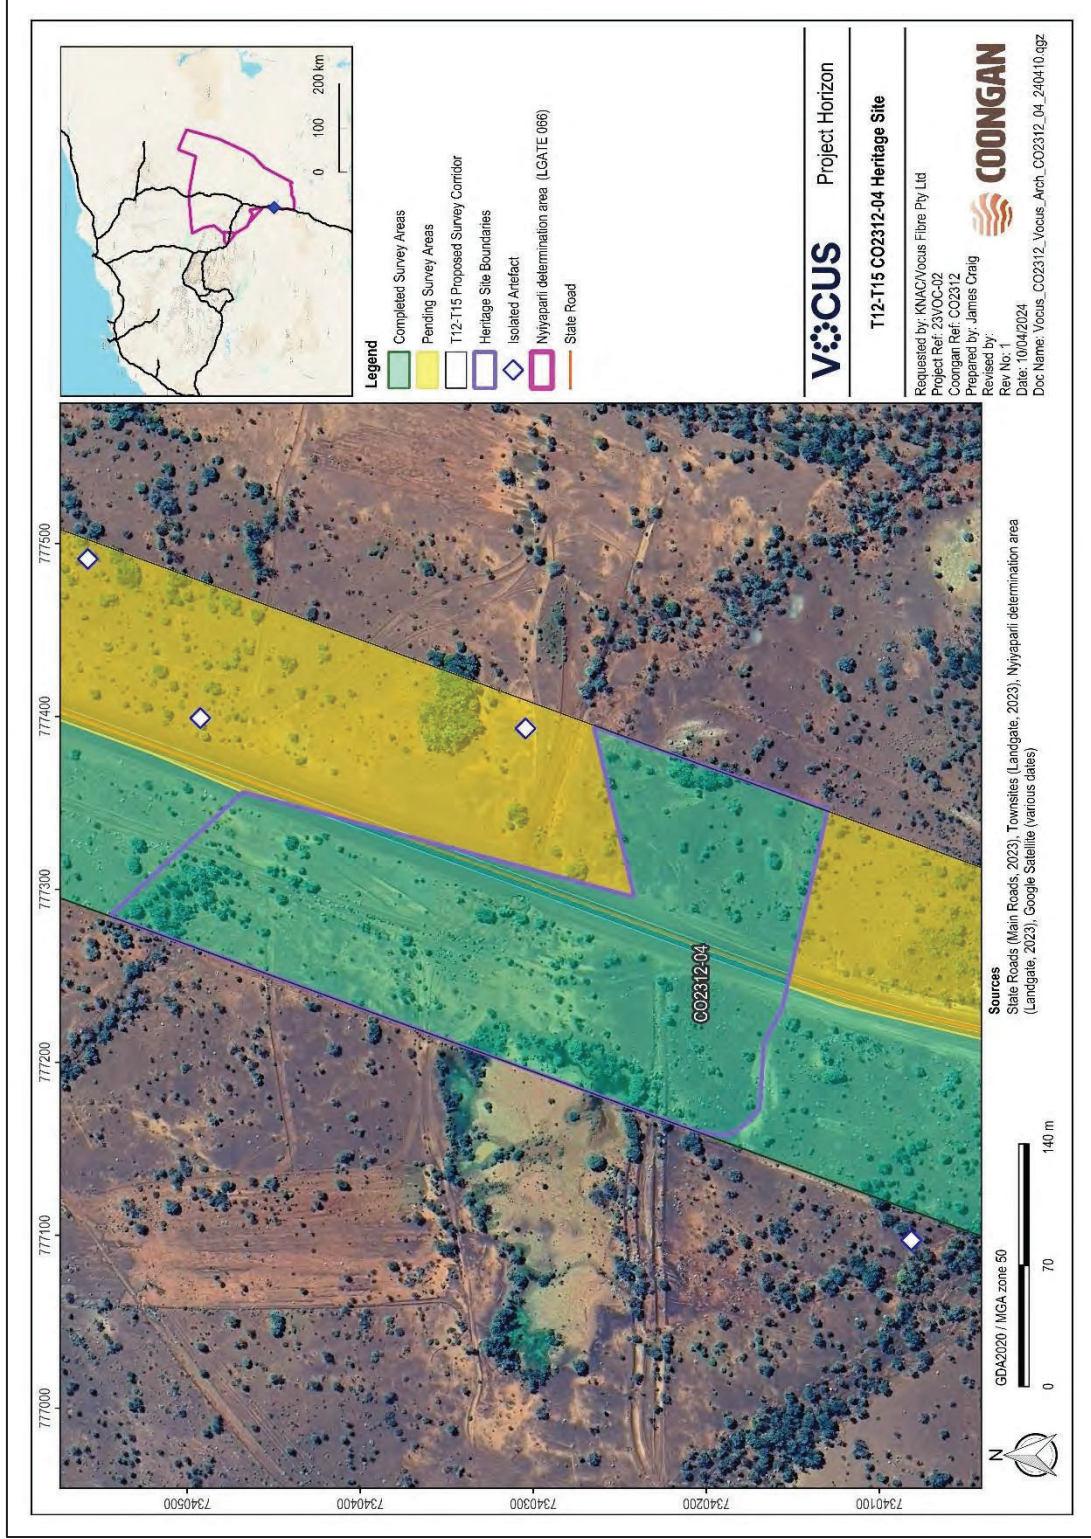 777000
777100
777200
777300
777400
777500
7340500
7340400
7340300
7340200
7340100
CO2312-04
N
GDA2020 / MGA zone 50
0 70 140 m
Sources
State Roads (Main Roads, 2023), Townsites (Landgate, 2023), Nyiyaparli determination area
(Landgate, 2023), Google Satellite (various dates)
0 100 200 km
Legend
Completed Survey Areas
Pending Survey Areas
T12-T15 Proposed Survey Corridor
Heritage Site Boundaries
Isolated Artefact
Nyiyaparli determination area (LGATE 066)
State Road
VOCUS
Project Horizon
T12-T15 CO2312-04 Heritage Site
Requested by: KNAC/Vocus Fibre Pty Ltd
Project Ref: 23VOC-02
Coongan Ref: CO2312
Prepared by: James Craig
Revised by:
Rev No: 1
Date: 10/04/2024
Doc Name: Vocus_CO2312_Vocus_Arch_CO2312_04_240410.qgz
COONGAN